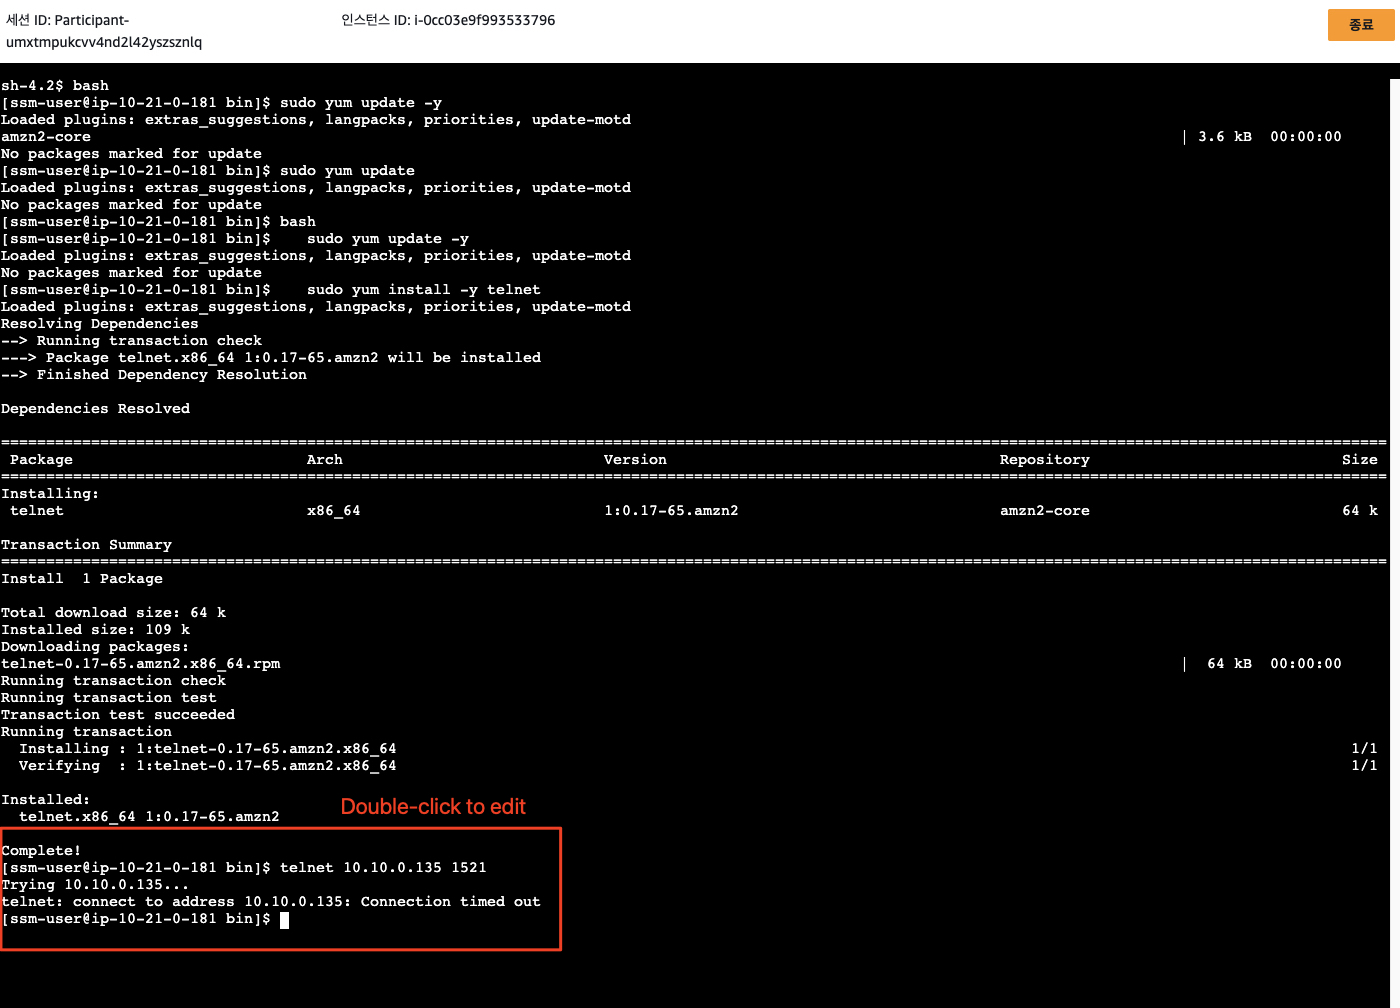 세션 ID: Participant-
umxtmpukcvv4nd2l42yszsznlq
인스턴스 ID: i-0cc03e9f993533796
종료
sh-4.2$ bash
[ssm-user@ip-10-21-0-181 bin]$ sudo yum update -y
Loaded plugins: extras_suggestions, langpacks, priorities, update-motd
amzn2-core | 3.6 kB 00:00:00
No packages marked for update
[ssm-user@ip-10-21-0-181 bin]$ sudo yum update
Loaded plugins: extras_suggestions, langpacks, priorities, update-motd
No packages marked for update
[ssm-user@ip-10-21-0-181 bin]$ bash
[ssm-user@ip-10-21-0-181 bin]$    sudo yum update -y
Loaded plugins: extras_suggestions, langpacks, priorities, update-motd
No packages marked for update
[ssm-user@ip-10-21-0-181 bin]$    sudo yum install -y telnet
Loaded plugins: extras_suggestions, langpacks, priorities, update-motd
Resolving Dependencies
--> Running transaction check
---> Package telnet.x86_64 1:0.17-65.amzn2 will be installed
--> Finished Dependency Resolution
Dependencies Resolved
Package Arch Version Repository Size
Installing:
telnet x86_64 1:0.17-65.amzn2 amzn2-core 64 k
Transaction Summary
Install  1 Package
Total download size: 64 k
Installed size: 109 k
Downloading packages:
telnet-0.17-65.amzn2.x86_64.rpm | 64 kB 00:00:00
Running transaction check
Running transaction test
Transaction test succeeded
Running transaction
Installing : 1:telnet-0.17-65.amzn2.x86_64 1/1
Verifying  : 1:telnet-0.17-65.amzn2.x86_64 1/1
Installed:
telnet.x86_64 1:0.17-65.amzn2
Double-click to edit
Complete!
[ssm-user@ip-10-21-0-181 bin]$ telnet 10.10.0.135 1521
Trying 10.10.0.135...
telnet: connect to address 10.10.0.135: Connection timed out
[ssm-user@ip-10-21-0-181 bin]$